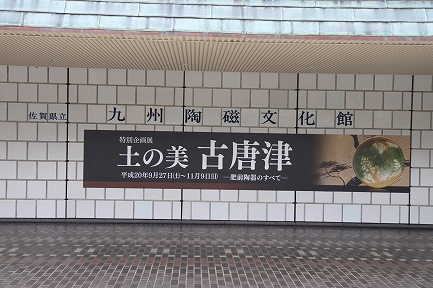 佐賀県立 九州陶磁文化館
特別企画展
土の美 古唐津
平成20年9月27日(土)～11月9日(日) ―肥前陶器のすべて―